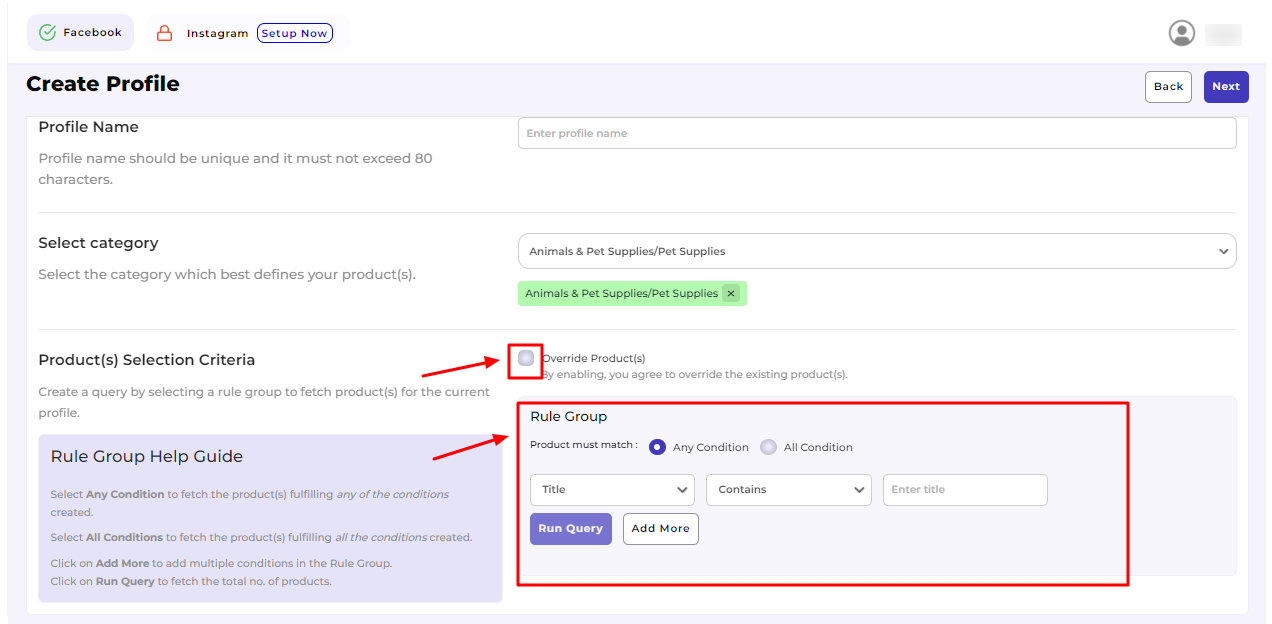 Facebook
Instagram Setup Now
Create Profile
Back Next
Profile Name
Enter profile name
Profile name should be unique and it must not exceed 80
characters.
Select category
Animals & Pet Supplies/Pet Supplies
Select the category which best defines your product(s).
Animals & Pet Supplies/Pet Supplies
Product(s) Selection Criteria
Override Product(s)
By enabling, you agree to override the existing product(s).
Create a query by selecting a rule group to fetch product(s) for the current
profile.
Rule Group
Product must match : Any Condition All Condition
Title Contains Enter title
Run Query Add More
Rule Group Help Guide
Select Any Condition to fetch the product(s) fulfilling any of the conditions
created.
Select All Conditions to fetch the product(s) fulfilling all the conditions created.
Click on Add More to add multiple conditions in the Rule Group.
Click on Run Query to fetch the total no. of products.